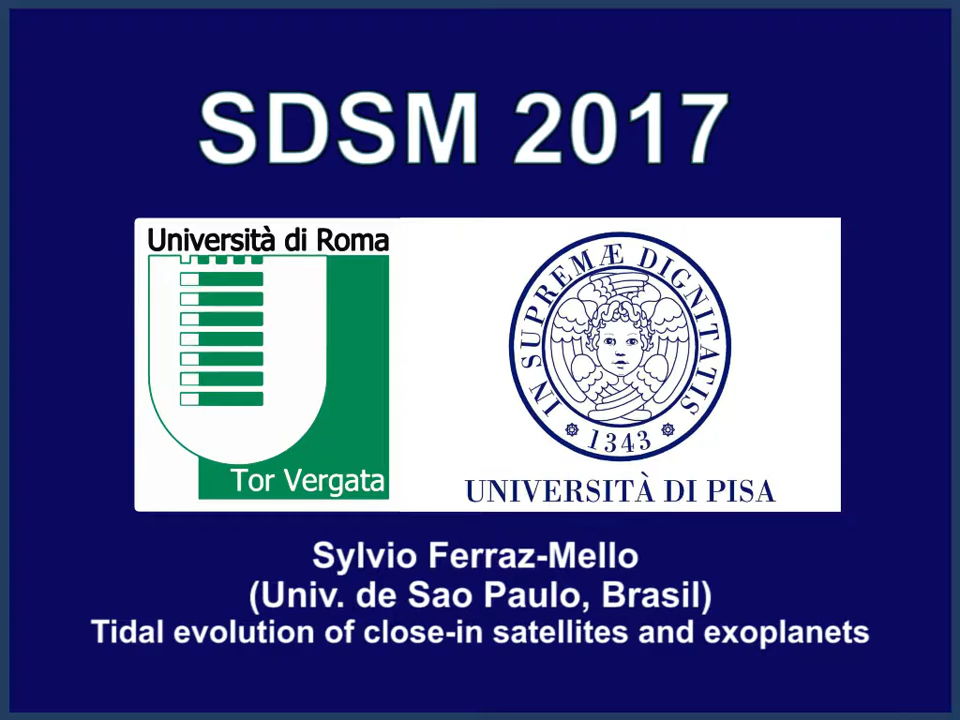 SDSM 2017
Università di Roma
Tor Vergata
IN SUPREMÆ DIGNITATIS
1343
UNIVERSITÀ DI PISA
Sylvio Ferraz-Mello
(Univ. de Sao Paulo, Brasil)
Tidal evolution of close-in satellites and exoplanets